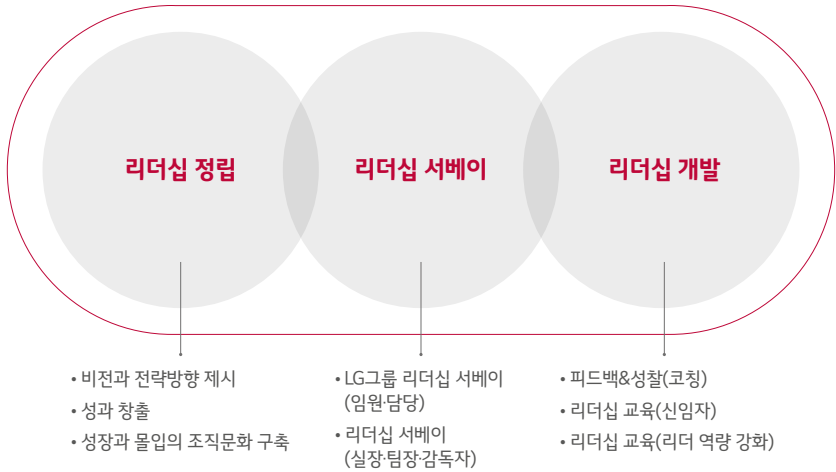 리더십 정립
리더십 서베이
리더십 개발
• 비전과 전략방향 제시
• 성과 창출
• 성장과 몰입의 조직문화 구축
• LG그룹 리더십 서베이
(임원·담당)
• 리더십 서베이
(실장·팀장·감독자)
• 피드백&성찰(코칭)
• 리더십 교육(신임자)
• 리더십 교육(리더 역량 강화)